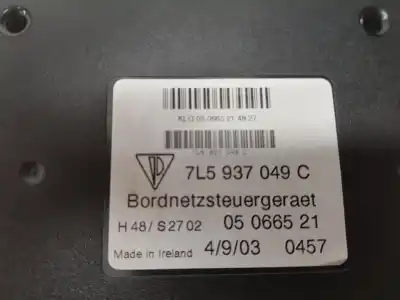 7L5 937 049 C
Bordnetzsteuergeraet
H 48 / S 27 02 05 0665 21
Made in Ireland 4/9/03 0457